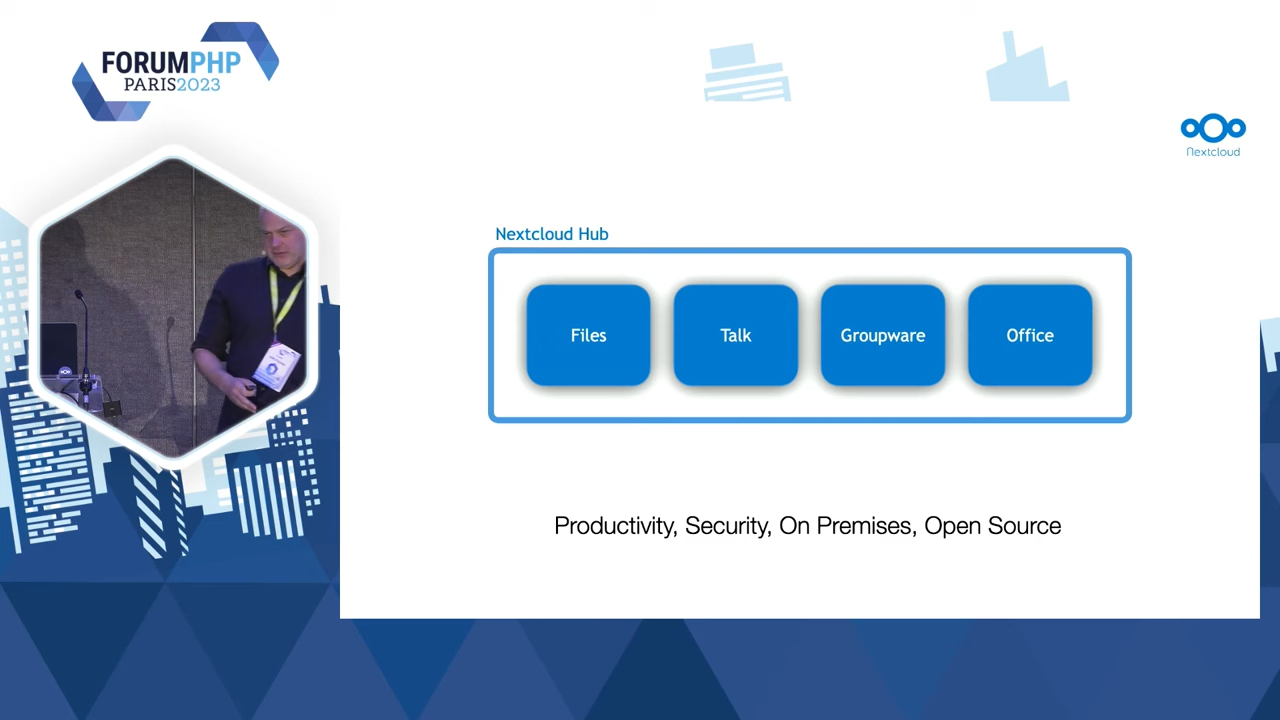 FORUMPHP
PARIS2023
Nextcloud
Nextcloud Hub
Files
Talk
Groupware
Office
Productivity, Security, On Premises, Open Source